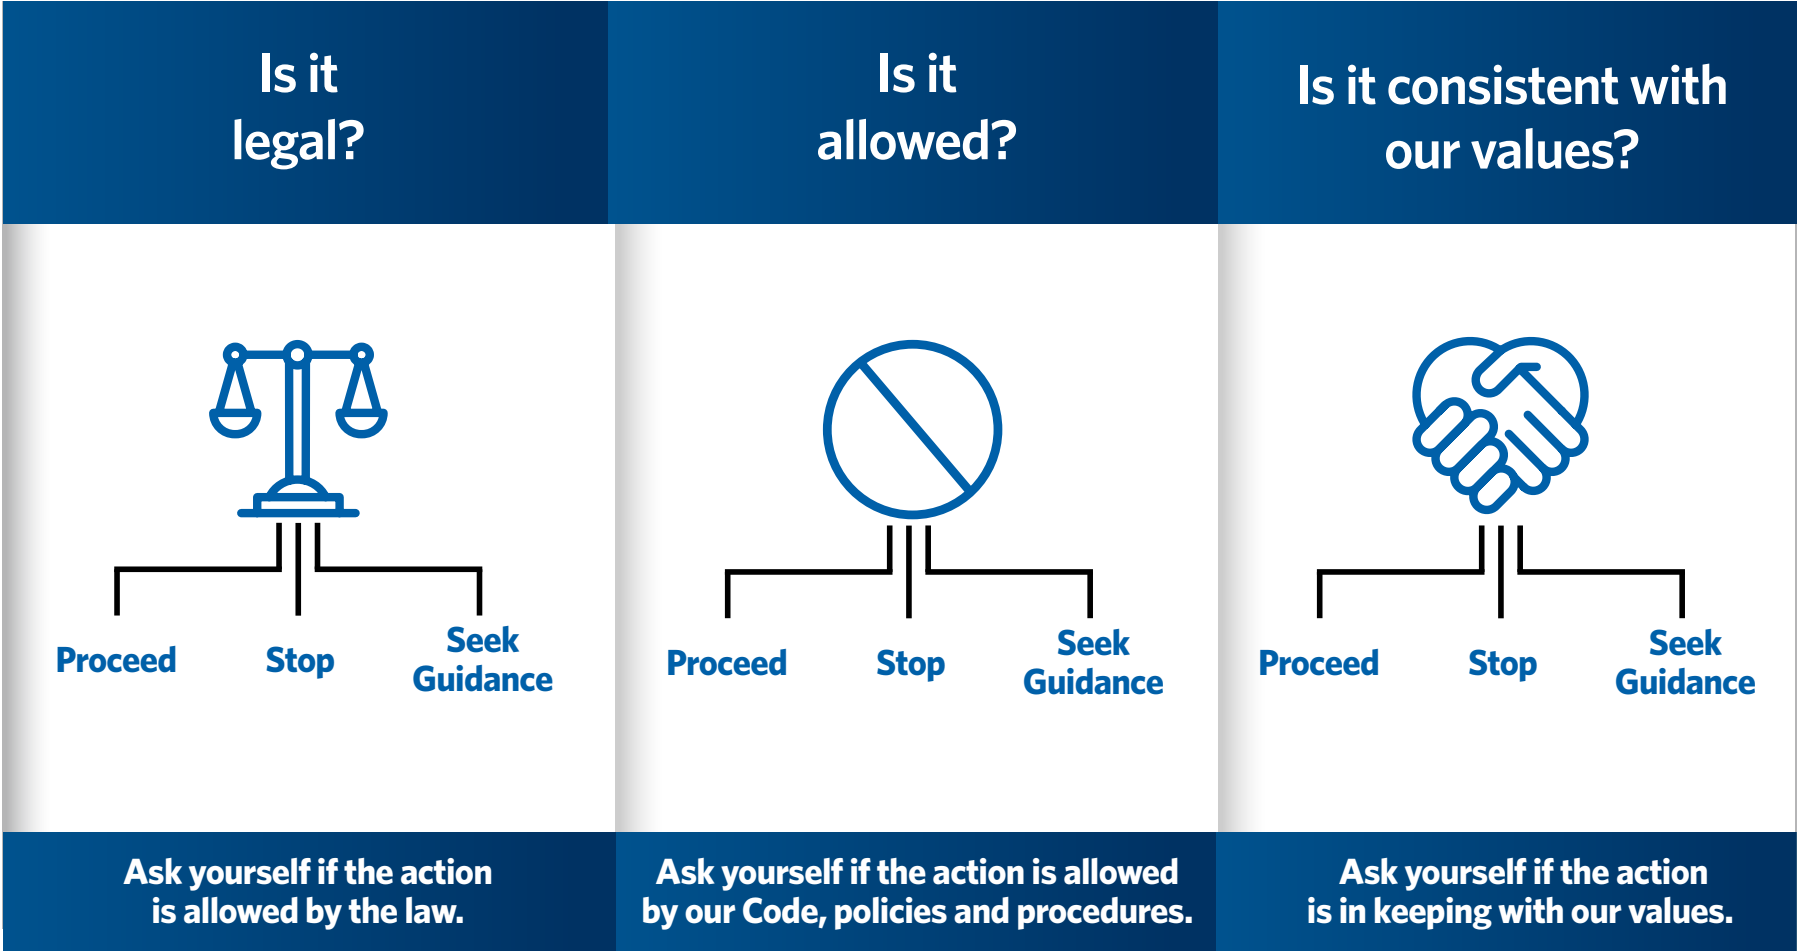 Is it
legal?
Proceed
Stop
Seek
Guidance
Ask yourself if the action
is allowed by the law.
Is it
allowed?
Proceed
Stop
Seek
Guidance
Ask yourself if the action is allowed
by our Code, policies and procedures.
Is it consistent with
our values?
Proceed
Stop
Seek
Guidance
Ask yourself if the action
is in keeping with our values.